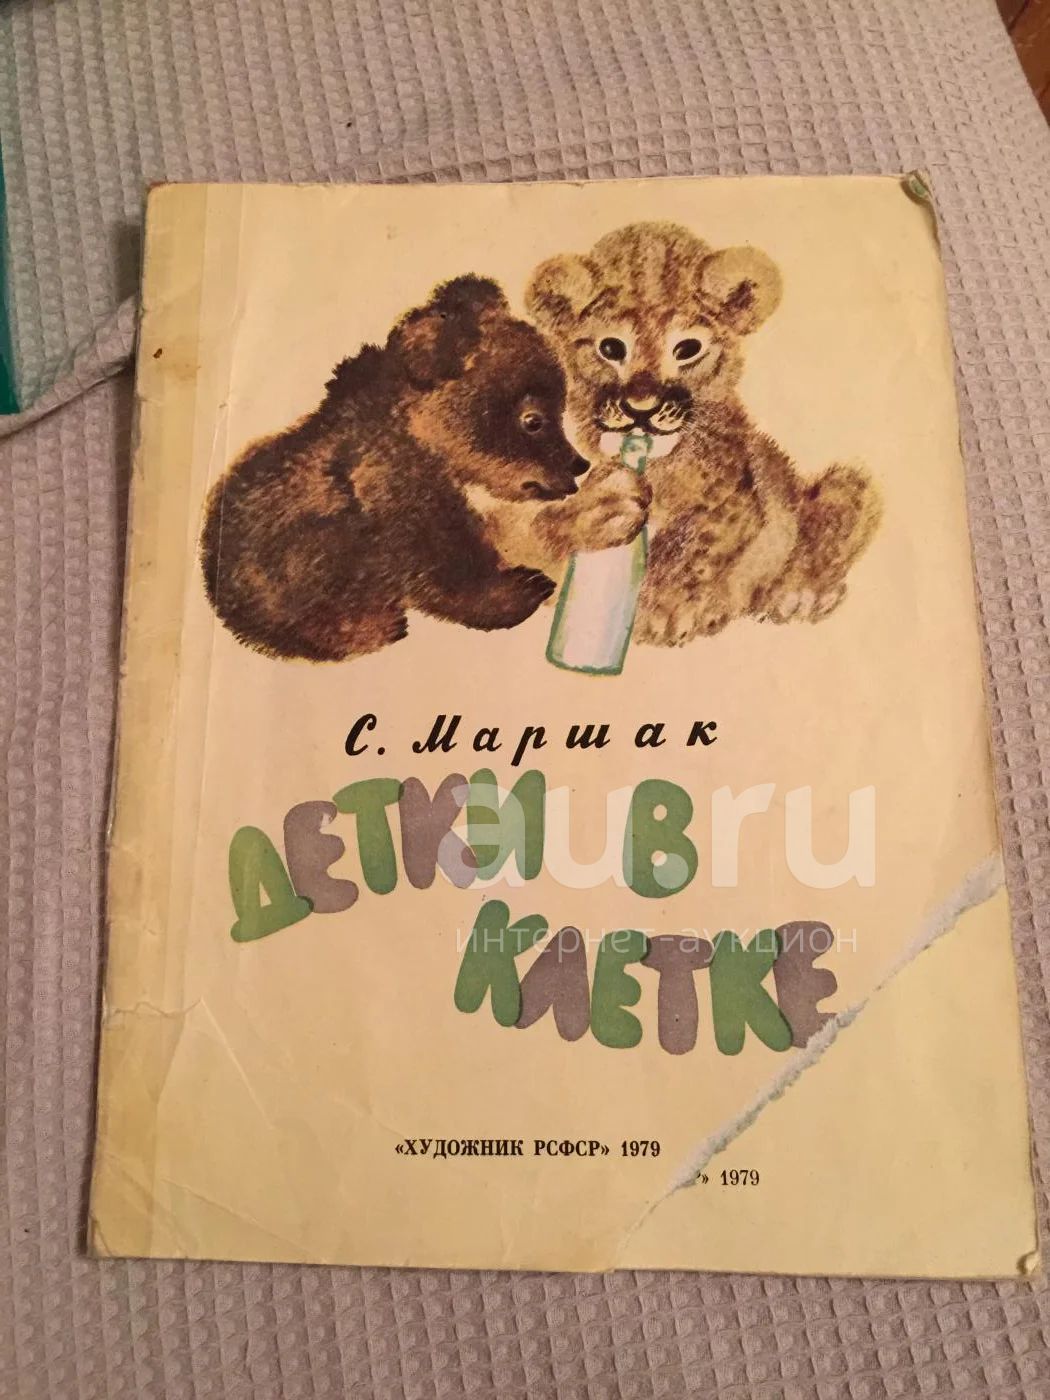 С. Маршак
ДЕТКИ В
КЛЕТКЕ
au.ru
интернет-аукцион
«ХУДОЖНИК РСФСР» 1979
Р» 1979